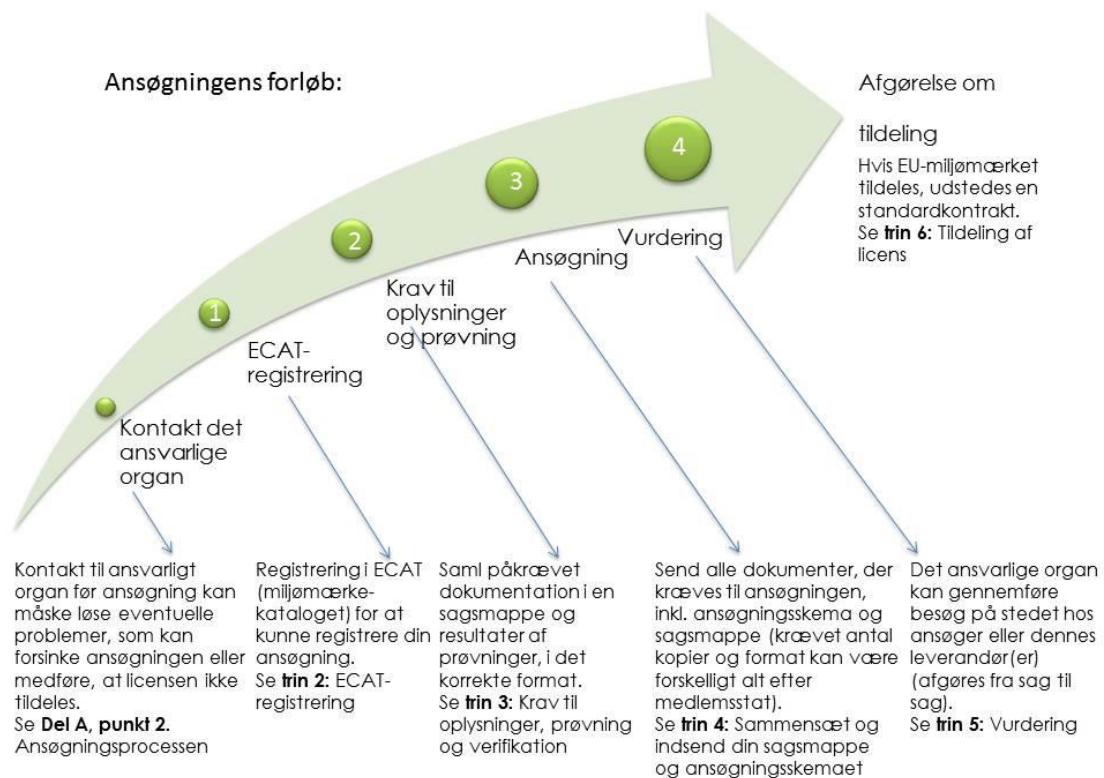 Ansøgningens forløb:
Afgørelse om
tildeling
Hvis EU-miljømærket
tildeles, udstedes en
standardkontrakt.
Se trin 6: Tildeling af
licens
4
3
2
1
Vurdering
Ansøgning
Krav til
oplysninger
og prøvning
ECAT-
registrering
Kontakt det
ansvarlige
organ
Kontakt til ansvarligt
organ før ansøgning kan
måske løse eventuelle
problemer, som kan
forsinke ansøgningen eller
medføre, at licensen ikke
tildeles.
Se Del A, punkt 2.
Ansøgningsprocessen
Registrering i ECAT
(miljømærke-
kataloget) for at
kunne registrere din
ansøgning.
Se trin 2: ECAT-
registrering
Saml påkrævet
dokumentation i en
sagsmappe og
resultater af
prøvninger, i det
korrekte format.
Se trin 3: Krav til
oplysninger, prøvning
og verifikation
Send alle dokumenter, der
kræves til ansøgningen,
inkl. ansøgningsskema og
sagsmappe (krævet antal
kopier og format kan være
forskelligt alt efter
medlemsstat).
Se trin 4: Sammensæt og
indsend din sagsmappe
og ansøgningsskemaet
Det ansvarlige organ
kan gennemføre
besøg på stedet hos
ansøger eller dennes
leverandør(er)
(afgøres fra sag til
sag).
Se trin 5: Vurdering